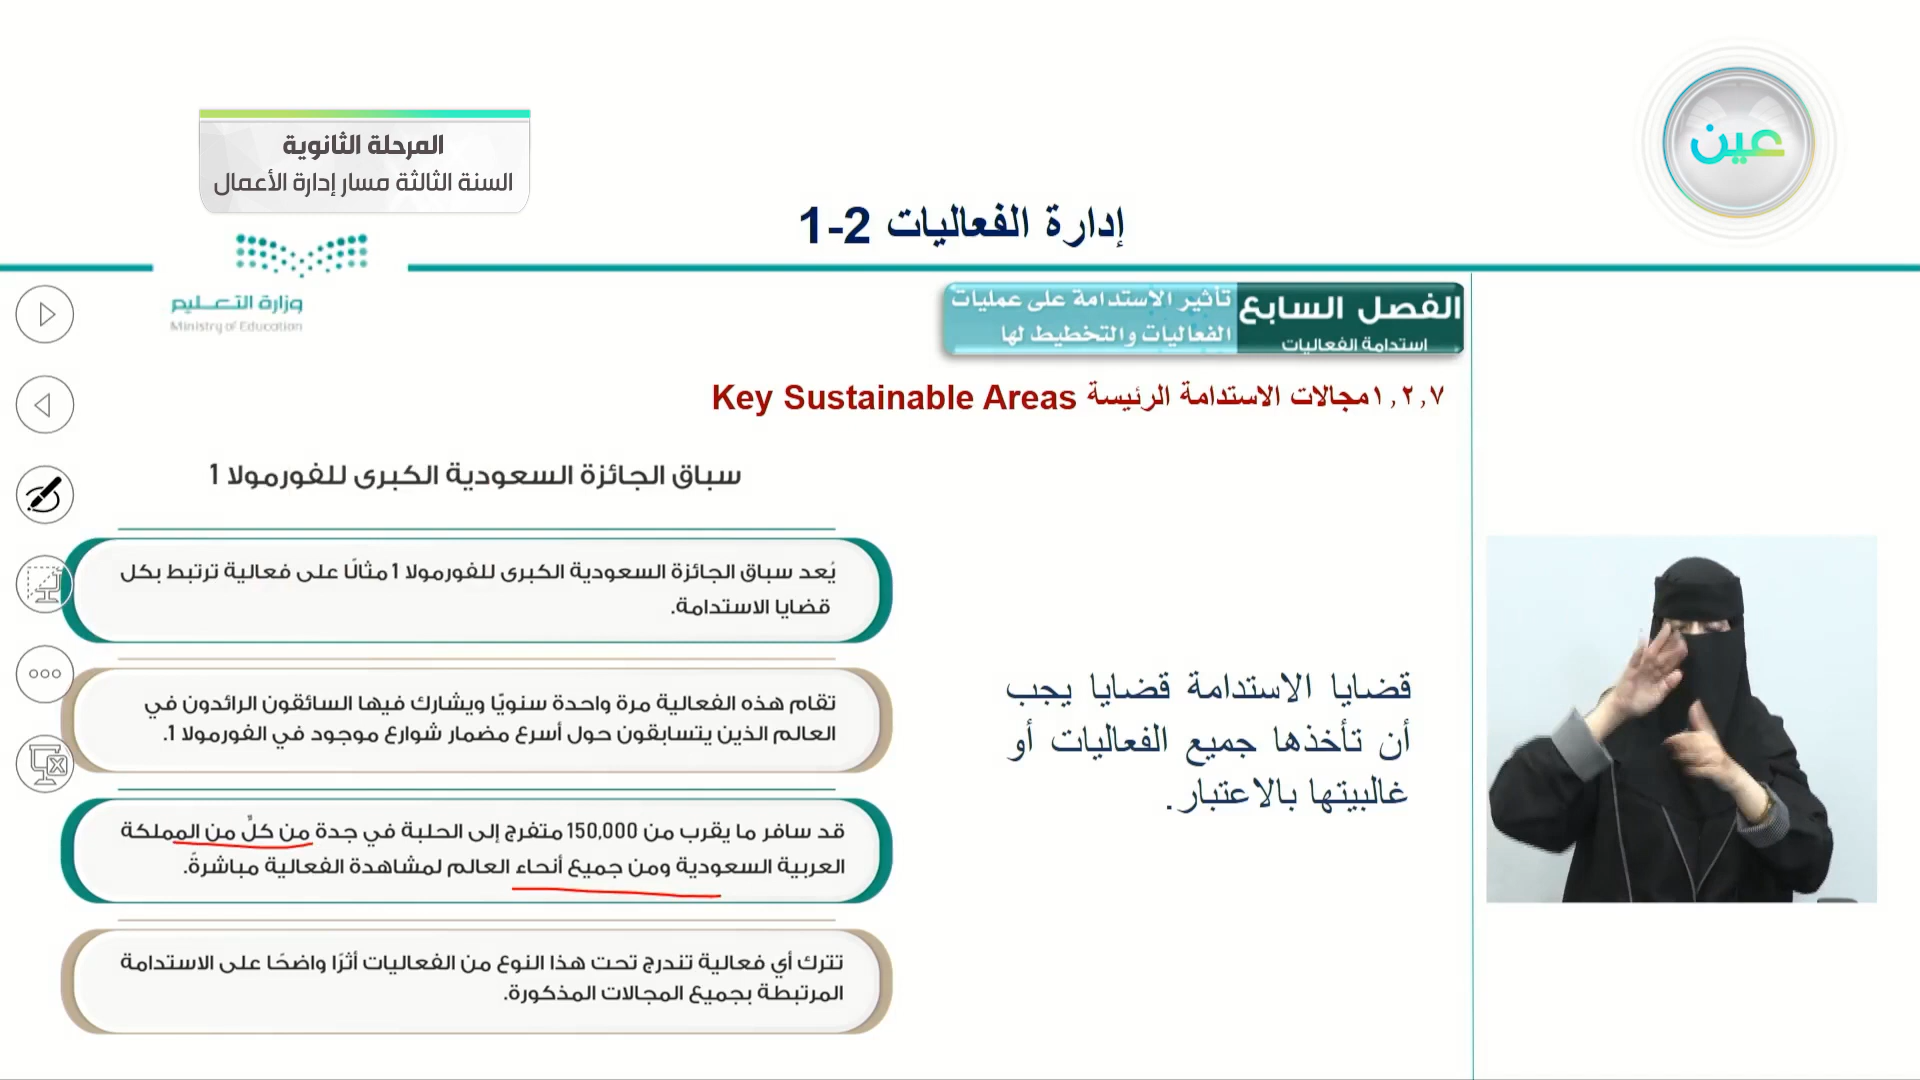 المرحلة الثانوية
السنة الثالثة مسار إدارة الأعمال
عين
إدارة الفعاليات 2-1
وزارة التعليم
Ministry of Education
الفصل السابع
استدامة الفعاليات
تأثير الاستدامة على عمليات
الفعاليات والتخطيط لها
١,٢,٧مجالات الاستدامة الرئيسة Key Sustainable Areas
قضايا الاستدامة قضايا يجب
أن تأخذها جميع الفعاليات أو
غالبيتها بالاعتبار.
سباق الجائزة السعودية الكبرى للفورمولا 1
يُعد سباق الجائزة السعودية الكبرى للفورمولا 1 مثالًا على فعالية ترتبط بكل
قضايا الاستدامة.
تقام هذه الفعالية مرة واحدة سنويًا ويشارك فيها السائقون الرائدون في
العالم الذين يتسابقون حول أسرع مضمار شوارع موجود في الفورمولا 1.
قد سافر ما يقرب من 150,000 متفرج إلى الحلبة في جدة من كلٍّ من المملكة
العربية السعودية ومن جميع أنحاء العالم لمشاهدة الفعالية مباشرةً.
تترك أي فعالية تندرج تحت هذا النوع من الفعاليات أثرًا واضحًا على الاستدامة
المرتبطة بجميع المجالات المذكورة.